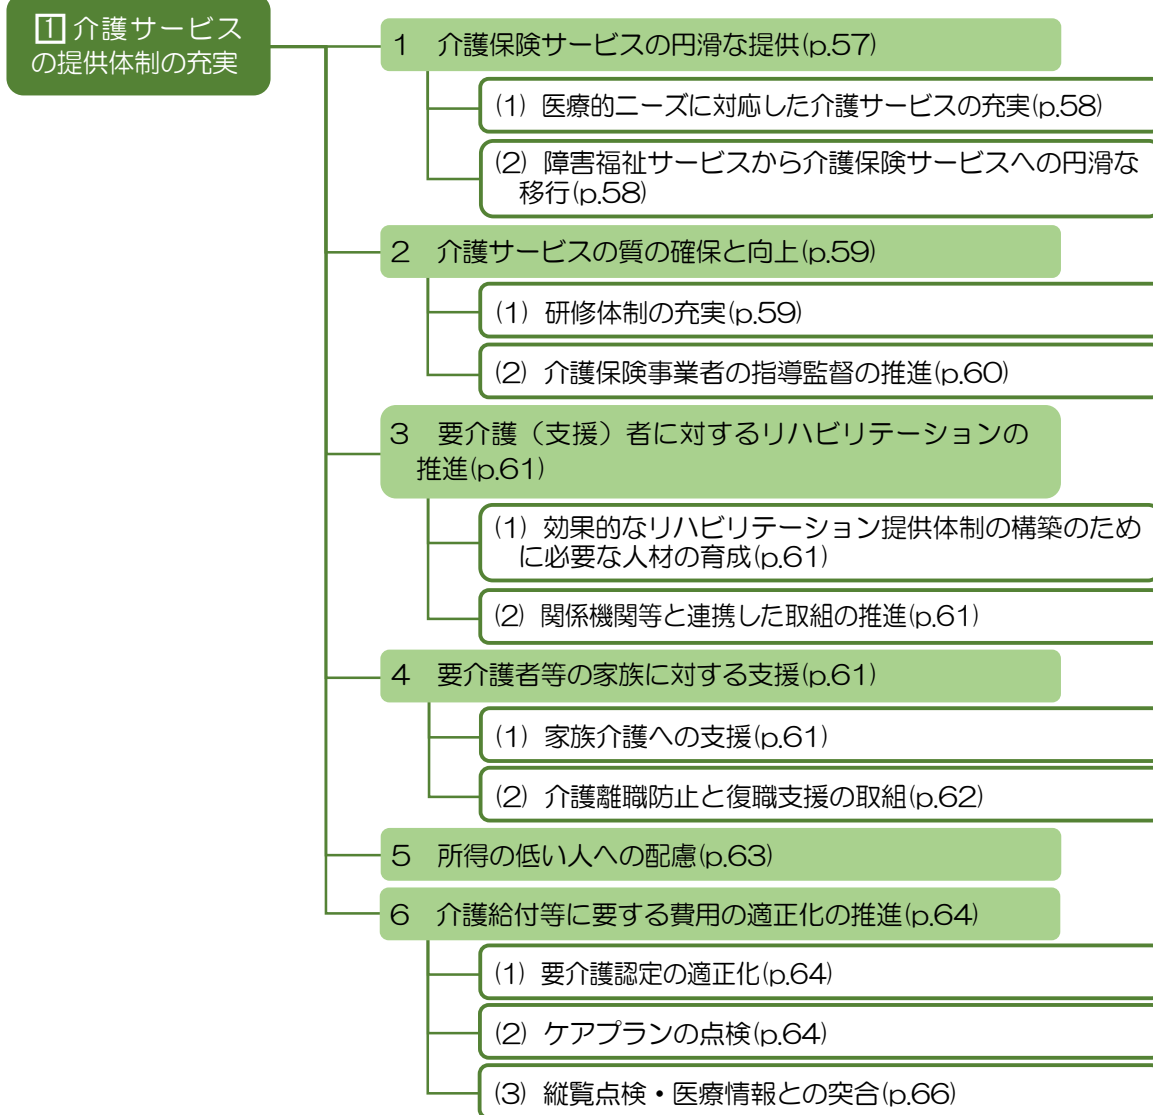 1 介護サービス
の提供体制の充実
1　介護保険サービスの円滑な提供(p.57)
(1) 医療的ニーズに対応した介護サービスの充実(p.58)
(2) 障害福祉サービスから介護保険サービスへの円滑な
移行(p.58)
2　介護サービスの質の確保と向上(p.59)
(1) 研修体制の充実(p.59)
(2) 介護保険事業者の指導監督の推進(p.60)
3　要介護（支援）者に対するリハビリテーションの
推進(p.61)
(1) 効果的なリハビリテーション提供体制の構築のため
に必要な人材の育成(p.61)
(2) 関係機関等と連携した取組の推進(p.61)
4　要介護者等の家族に対する支援(p.61)
(1) 家族介護への支援(p.61)
(2) 介護離職防止と復職支援の取組(p.62)
5　所得の低い人への配慮(p.63)
6　介護給付等に要する費用の適正化の推進(p.64)
(1) 要介護認定の適正化(p.64)
(2) ケアプランの点検(p.64)
(3) 縦覧点検・医療情報との突合(p.66)